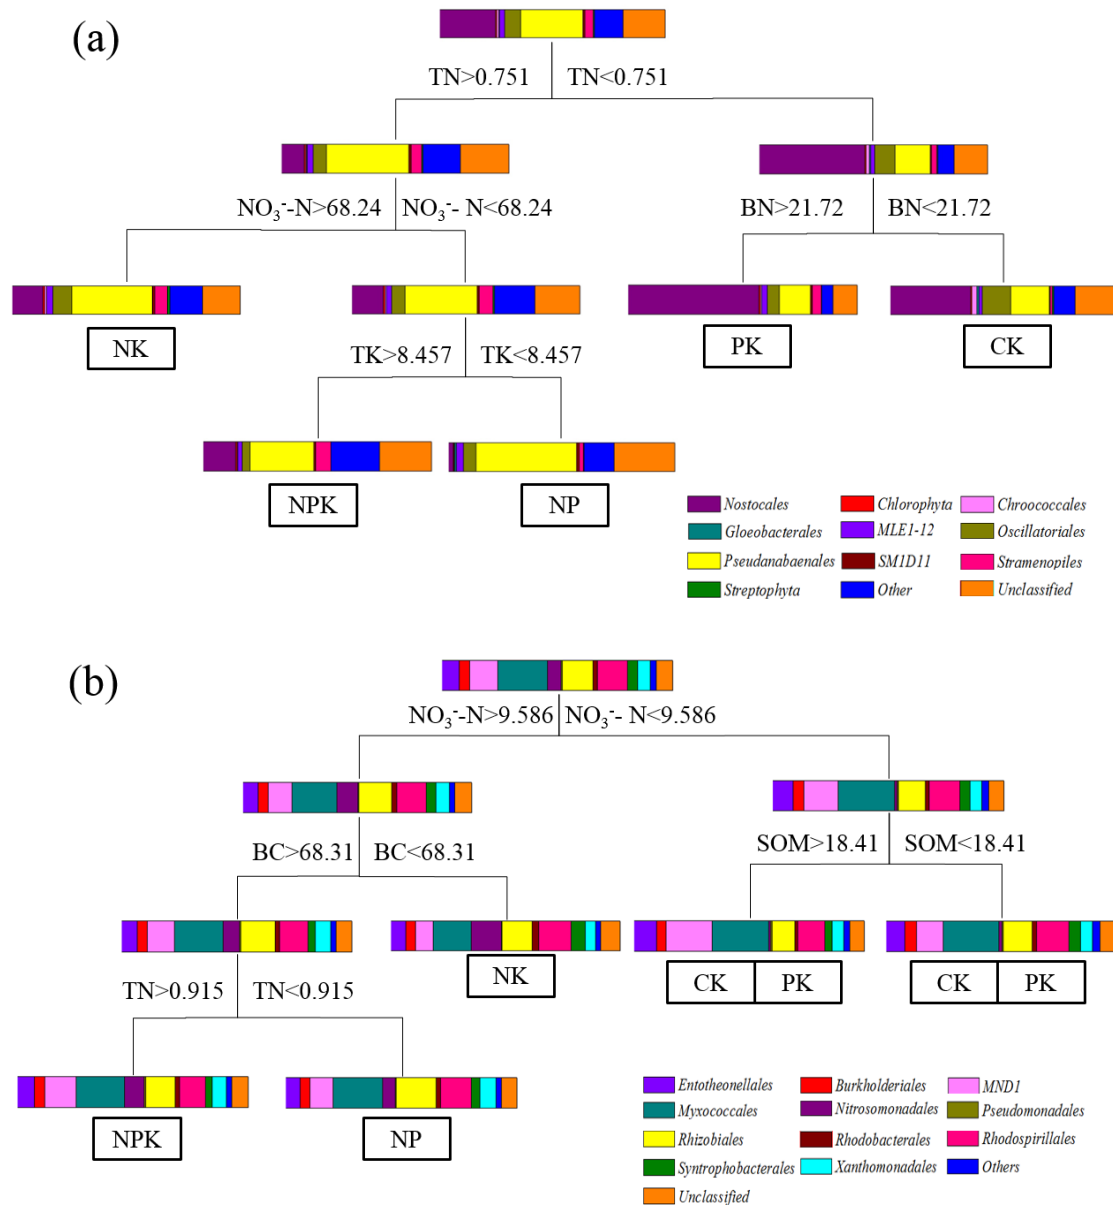 (a)
TN>0.751 TN<0.751
NO₃⁻-N>68.24 NO₃⁻- N<68.24 BN>21.72 BN<21.72
NK PK CK
TK>8.457 TK<8.457
NPK NP
Nostocales Chlorophyta Chroococcales
Gloeobacterales MLE1-12 Oscillatoriales
Pseudanabaenales SM1D11 Stramenopiles
Streptophyta Other Unclassified
(b)
NO₃⁻-N>9.586 NO₃⁻- N<9.586
BC>68.31 BC<68.31 SOM>18.41 SOM<18.41
NK CK PK CK PK
TN>0.915 TN<0.915
NPK NP
Entotheonellales Burkholderiales MND1
Myxococcales Nitrosomonadales Pseudomonadales
Rhizobiales Rhodobacterales Rhodospirillales
Syntrophobacterales Xanthomonadales Others
Unclassified